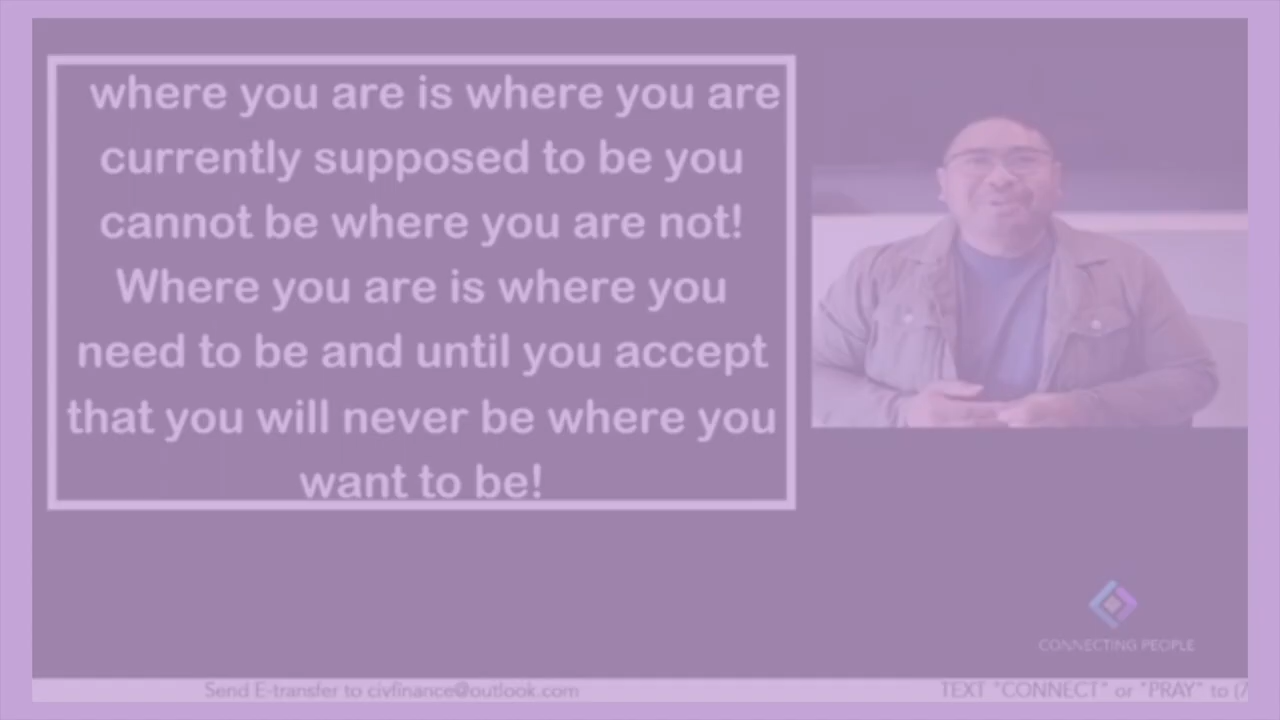 where you are is where you are
currently supposed to be you
cannot be where you are not!
Where you are is where you
need to be and until you accept
that you will never be where you
want to be!
CONNECTING PEOPLE
Send E-transfer to civfinance@outlook.com
TEXT "CONNECT" or "PRAY" to (7